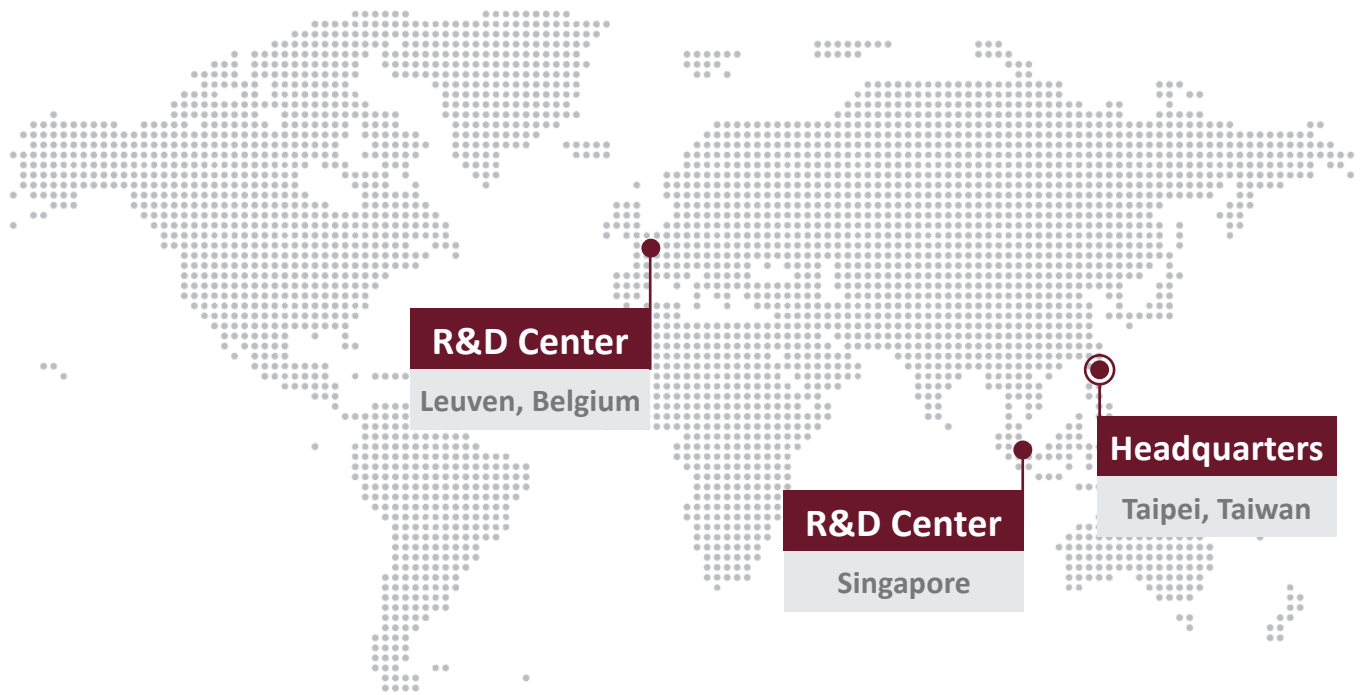 R&D Center
Leuven, Belgium
Headquarters
Taipei, Taiwan
R&D Center
Singapore